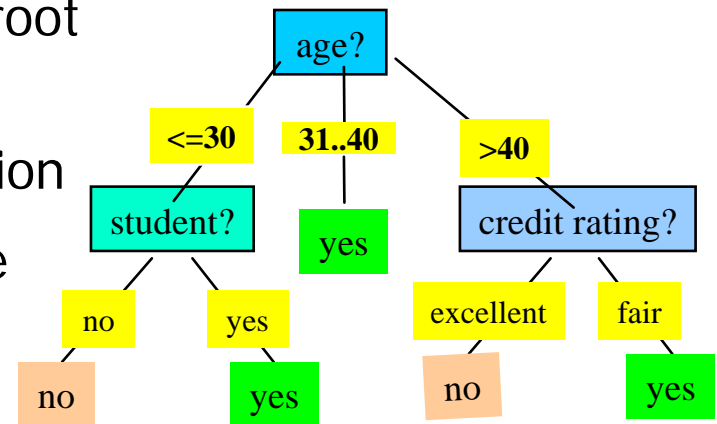 root
age?
<=30 31..40 >40
ion
student? yes credit rating?
e
no yes excellent fair
no yes no yes